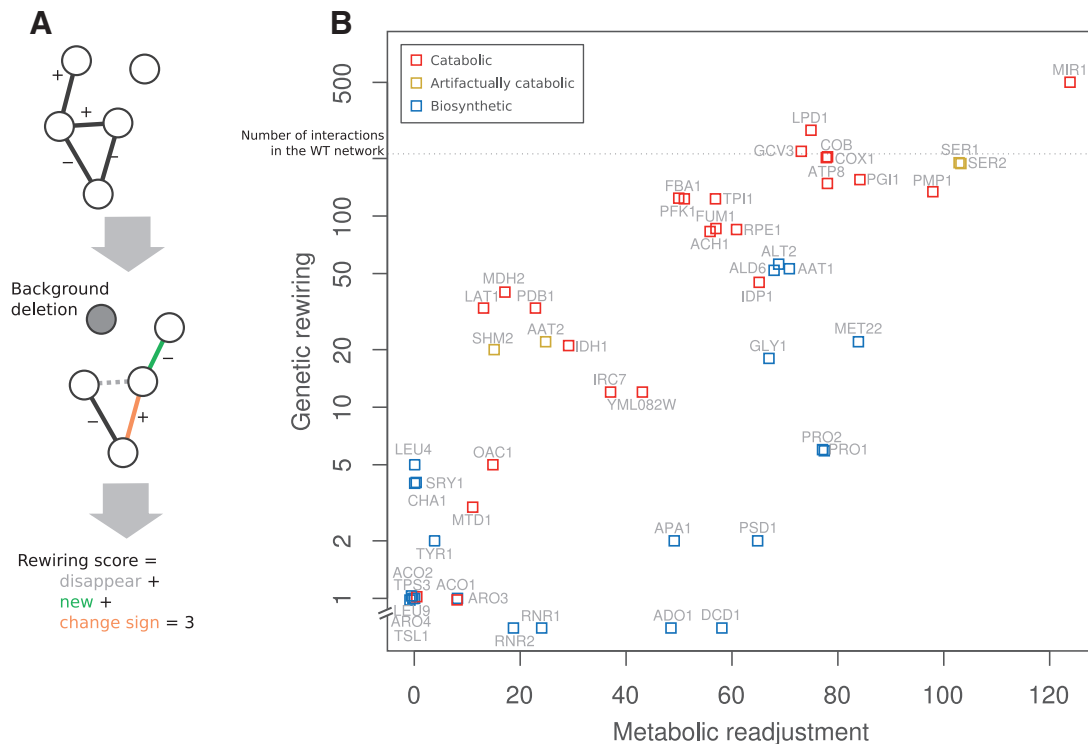 A
+
+
−
−
Background
deletion
−
−
+
Rewiring score =
disappear +
new +
change sign = 3
B
Catabolic
Artifactually catabolic
Biosynthetic
Number of interactions
in the WT network
Genetic rewiring
500
100
50
20
10
5
2
1
MIR1
LPD1
GCV3
COB
COX1
ATP8
SER1
SER2
PGI1
PMP1
FBA1
PFK1
TPI1
FUM1
ACH1
RPE1
ALT2
ALD6
AAT1
IDP1
MDH2
LAT1
PDB1
SHM2
AAT2
IDH1
MET22
GLY1
IRC7
YML082W
PRO2
PRO1
LEU4
OAC1
SRY1
CHA1
MTD1
TYR1
APA1
PSD1
ACO2
TPS3
LEU9
ARO4
TSL1
ACO1
ARO3
RNR1
RNR2
ADO1
DCD1
0
20
40
60
80
100
120
Metabolic readjustment